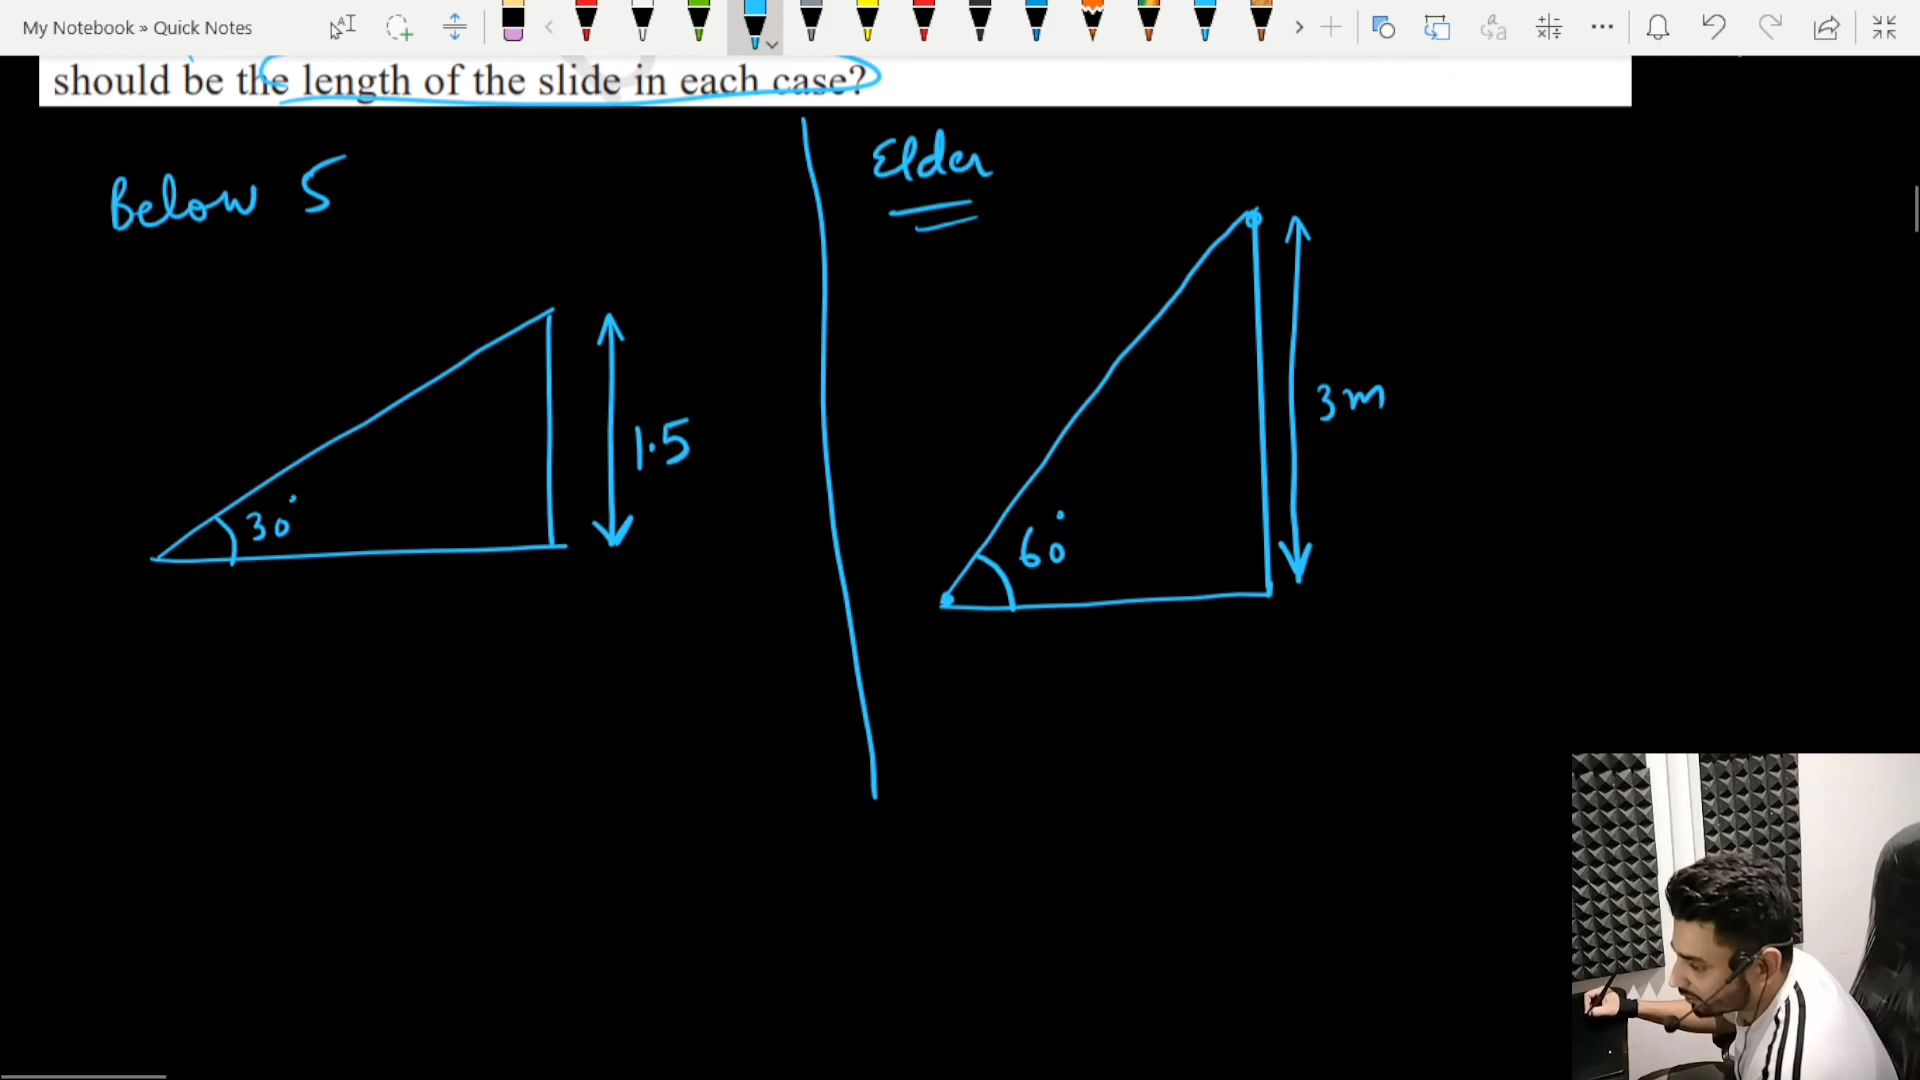 My Notebook » Quick Notes
should be the length of the slide in each case?
Below 5
Elder
30°
1.5
60°
3m